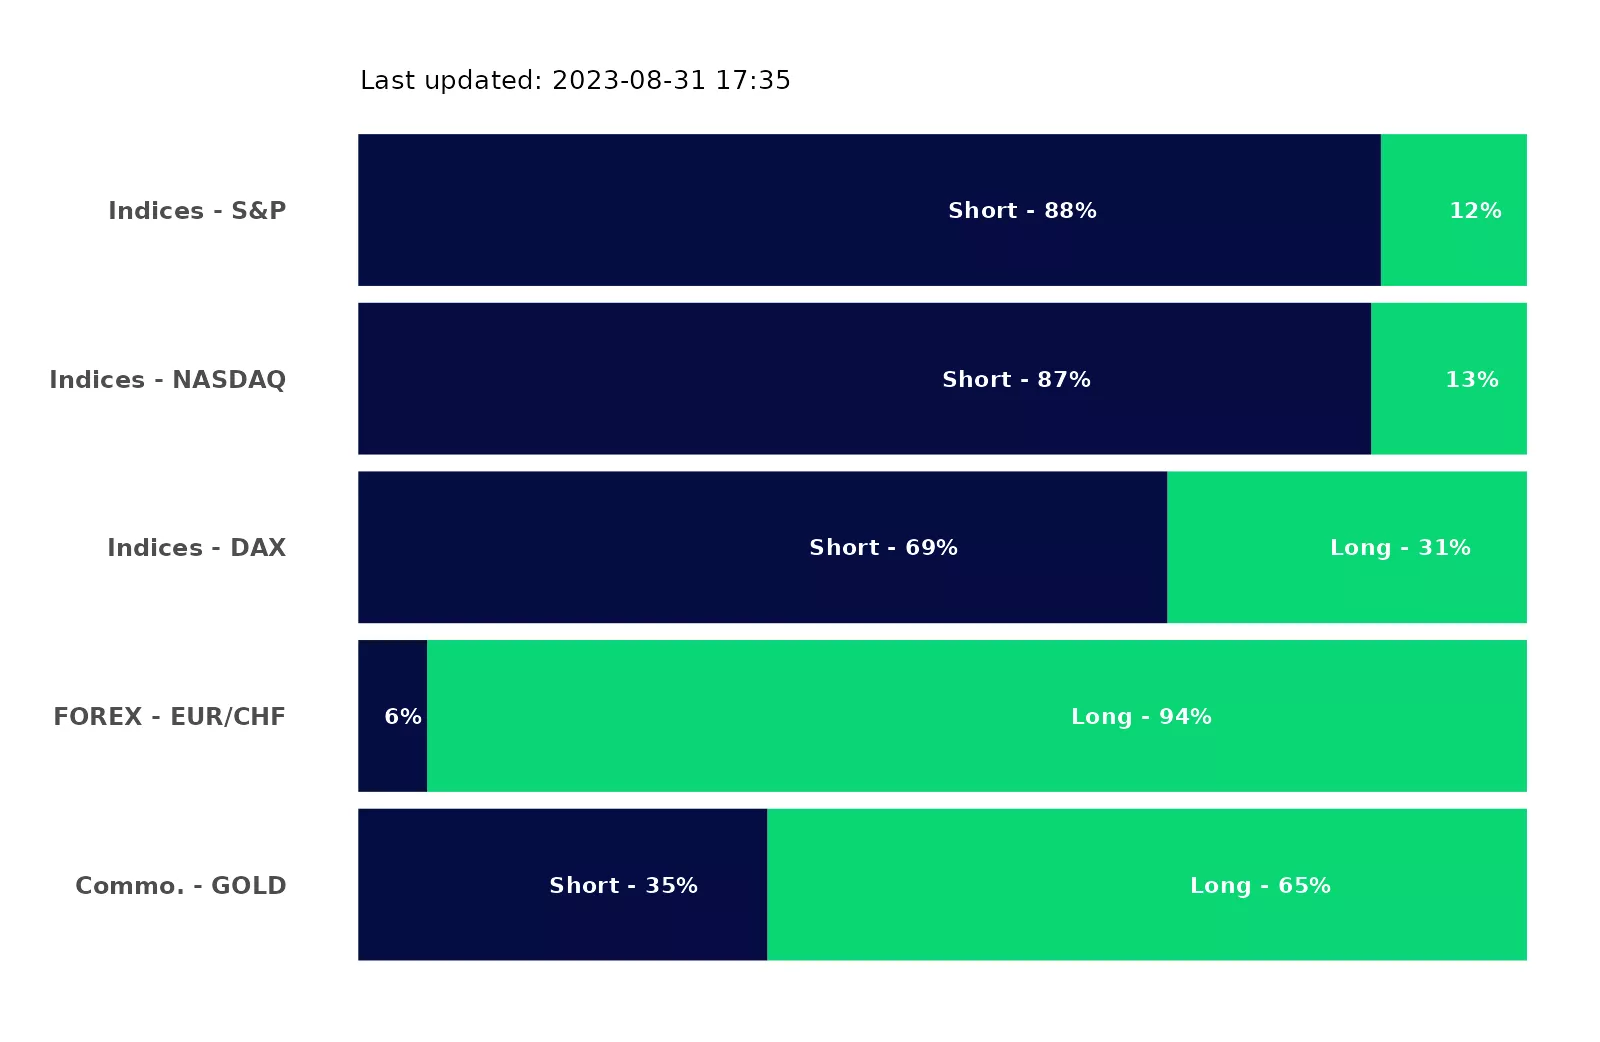 Last updated: 2023-08-31 17:35
Indices - S&P Short - 88% 12%
Indices - NASDAQ Short - 87% 13%
Indices - DAX Short - 69% Long - 31%
FOREX - EUR/CHF 6% Long - 94%
Commo. - GOLD Short - 35% Long - 65%